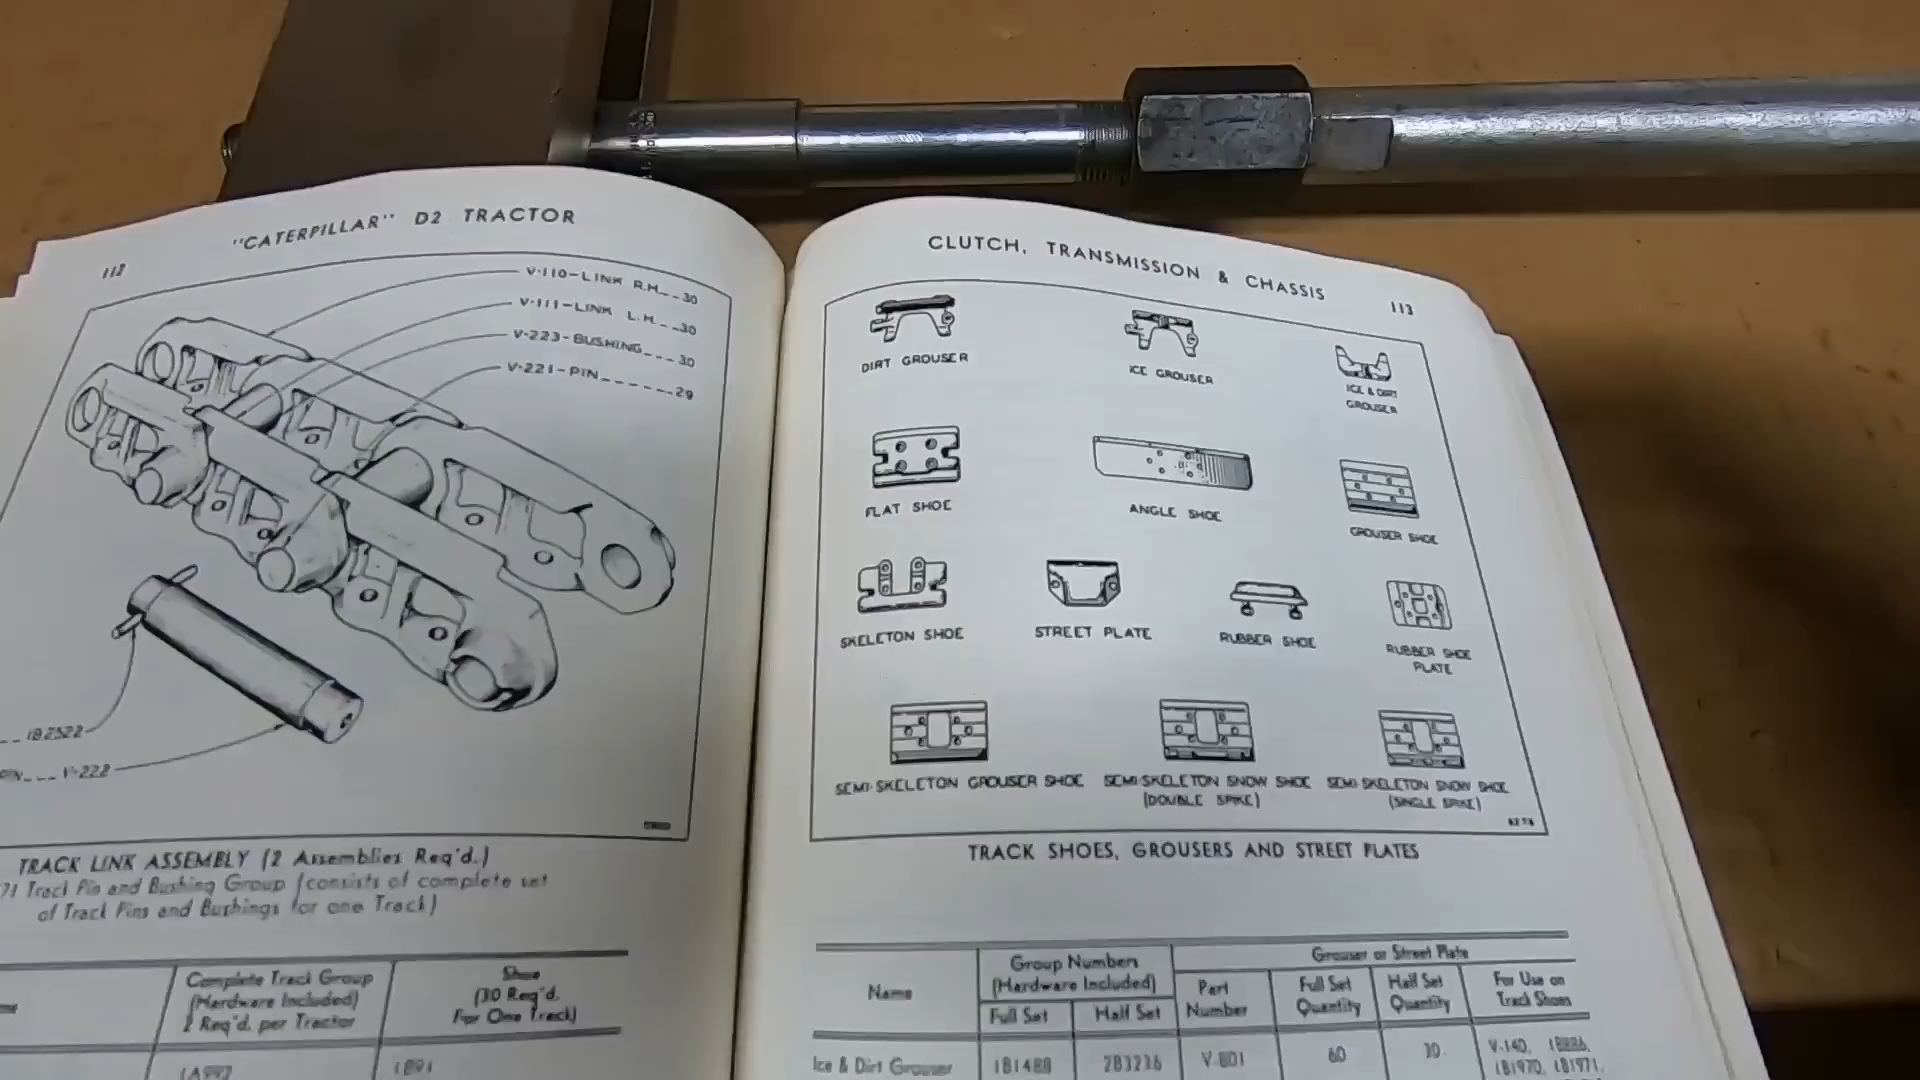 "CATERPILLAR" D2 TRACTOR
112
V-110-LINK R.H.--30
V-111-LINK L.H.--30
V-223-BUSHING---30
V-221-PIN------29
-- 1B2522
PIN--- V-222
TRACK LINK ASSEMBLY (2 Assemblies Req'd.)
71 Track Pin and Bushing Group (consists of complete set
of Track Pins and Bushings for one Track)
Complete Track Group
(Hardware Included)
2 Req'd. per Tractor
Shoe
(30 Req'd.
For One Track)
1A992
1B91
CLUTCH, TRANSMISSION & CHASSIS
113
DIRT GROUSER
ICE GROUSER
ICE & DIRT
GROUSER
FLAT SHOE
ANGLE SHOE
GROUSER SHOE
SKELETON SHOE
STREET PLATE
RUBBER SHOE
RUBBER SHOE
PLATE
SEMI-SKELETON GROUSER SHOE
SEMI-SKELETON SNOW SHOE
(DOUBLE SPIKE)
SEMI-SKELETON SNOW SHOE
(SINGLE SPIKE)
TRACK SHOES, GROUSERS AND STREET PLATES
Name
Group Numbers
(Hardware Included)
Full Set
Half Set
Grouser or Street Plate
Part
Number
Full Set
Quantity
Half Set
Quantity
For Use on
Track Shoes
Ice & Dirt Grouser
1B1488
2B3236
V-801
60
30
V-140, 1B886,
1B1970, 1B1971,